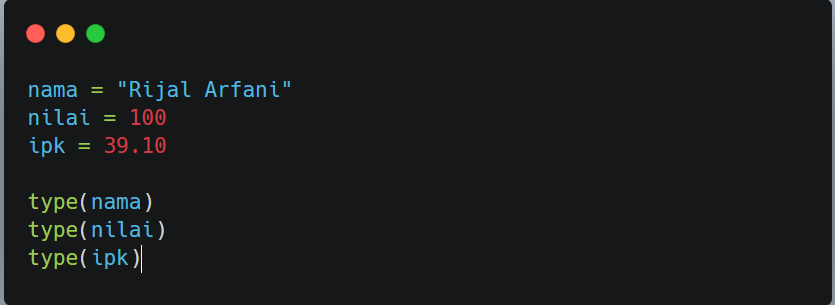 nama = "Rijal Arfani"
nilai = 100
ipk = 39.10
type(nama)
type(nilai)
type(ipk)